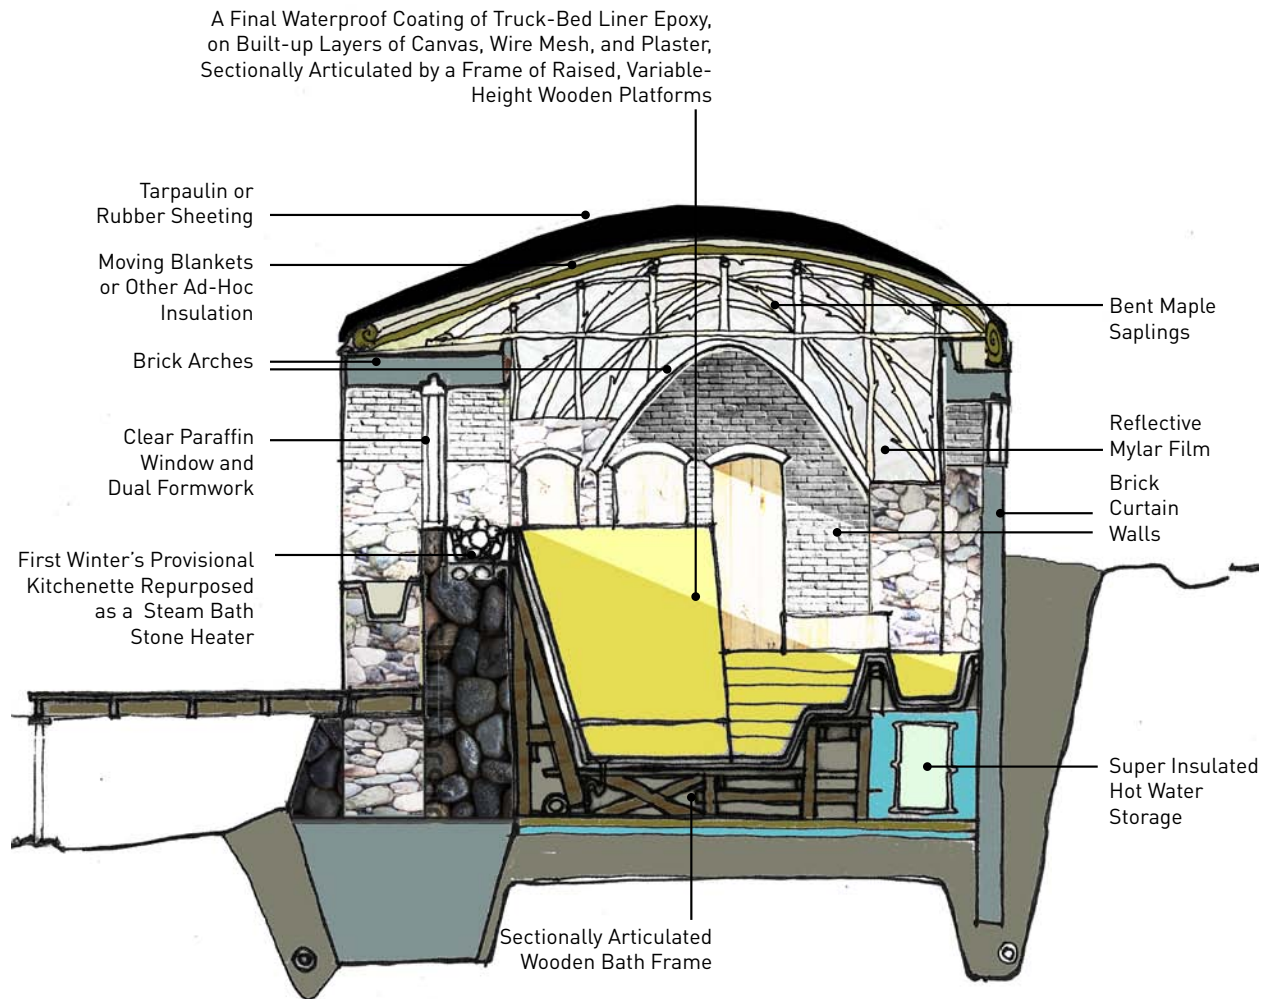 A Final Waterproof Coating of Truck-Bed Liner Epoxy,
on Built-up Layers of Canvas, Wire Mesh, and Plaster,
Sectionally Articulated by a Frame of Raised, Variable-
Height Wooden Platforms
Tarpaulin or
Rubber Sheeting
Moving Blankets
or Other Ad-Hoc
Insulation
Brick Arches
Clear Paraffin
Window and
Dual Formwork
First Winter’s Provisional
Kitchenette Repurposed
as a Steam Bath
Stone Heater
Bent Maple
Saplings
Reflective
Mylar Film
Brick
Curtain
Walls
Super Insulated
Hot Water
Storage
Sectionally Articulated
Wooden Bath Frame